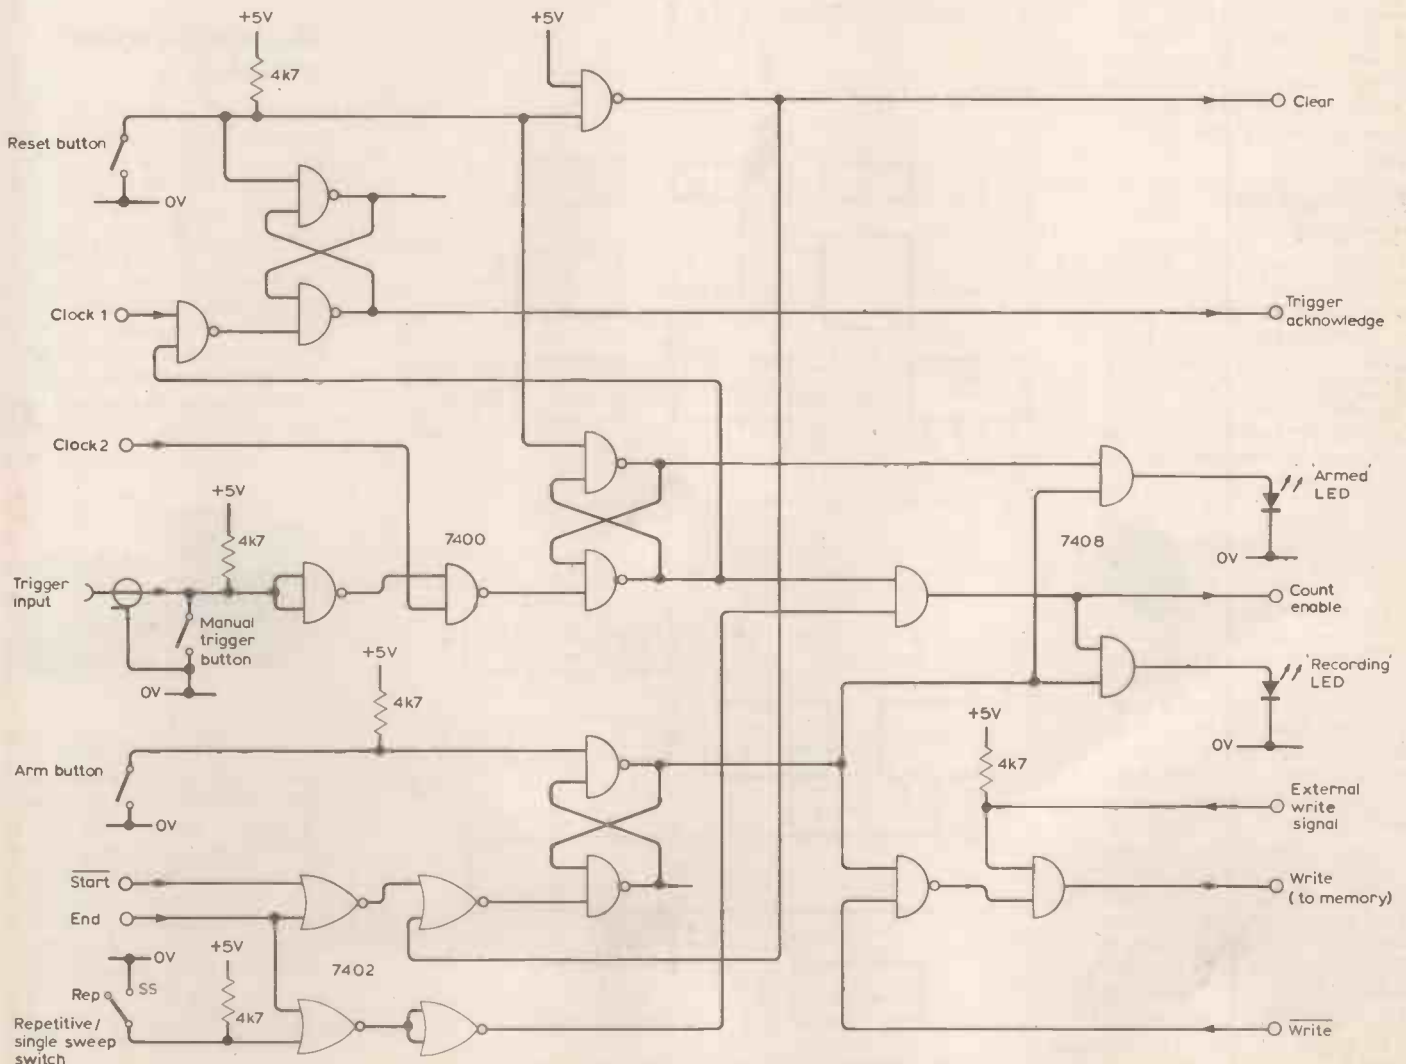 +5V
+5V
4k7
Clear
Reset button
0V
Clock 1
Trigger
acknowledge
Clock2
+5V
'Armed'
LED
4k7
7400
7408
0V
Trigger
input
Count
enable
Manual
trigger
button
+5V
0V
'Recording'
LED
4k7
+5V
0V
4k7
Arm button
External
write
signal
0V
Start
Write
(to memory)
End
0V
+5V
7402
Rep
SS
4k7
Repetitive/
single sweep
switch
Write